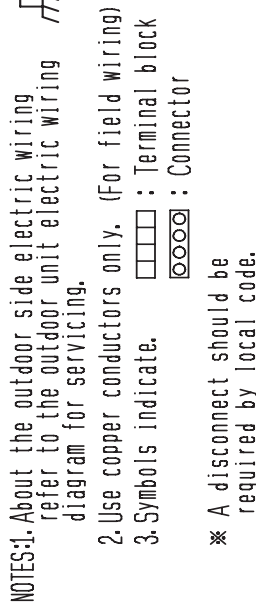 NOTES:1. About the outdoor side electric wiring
refer to the outdoor unit electric wiring
diagram for servicing.
2. Use copper conductors only. (For field wiring)
3. Symbols indicate. : Terminal block
: Connector
※ A disconnect should be
required by local code.